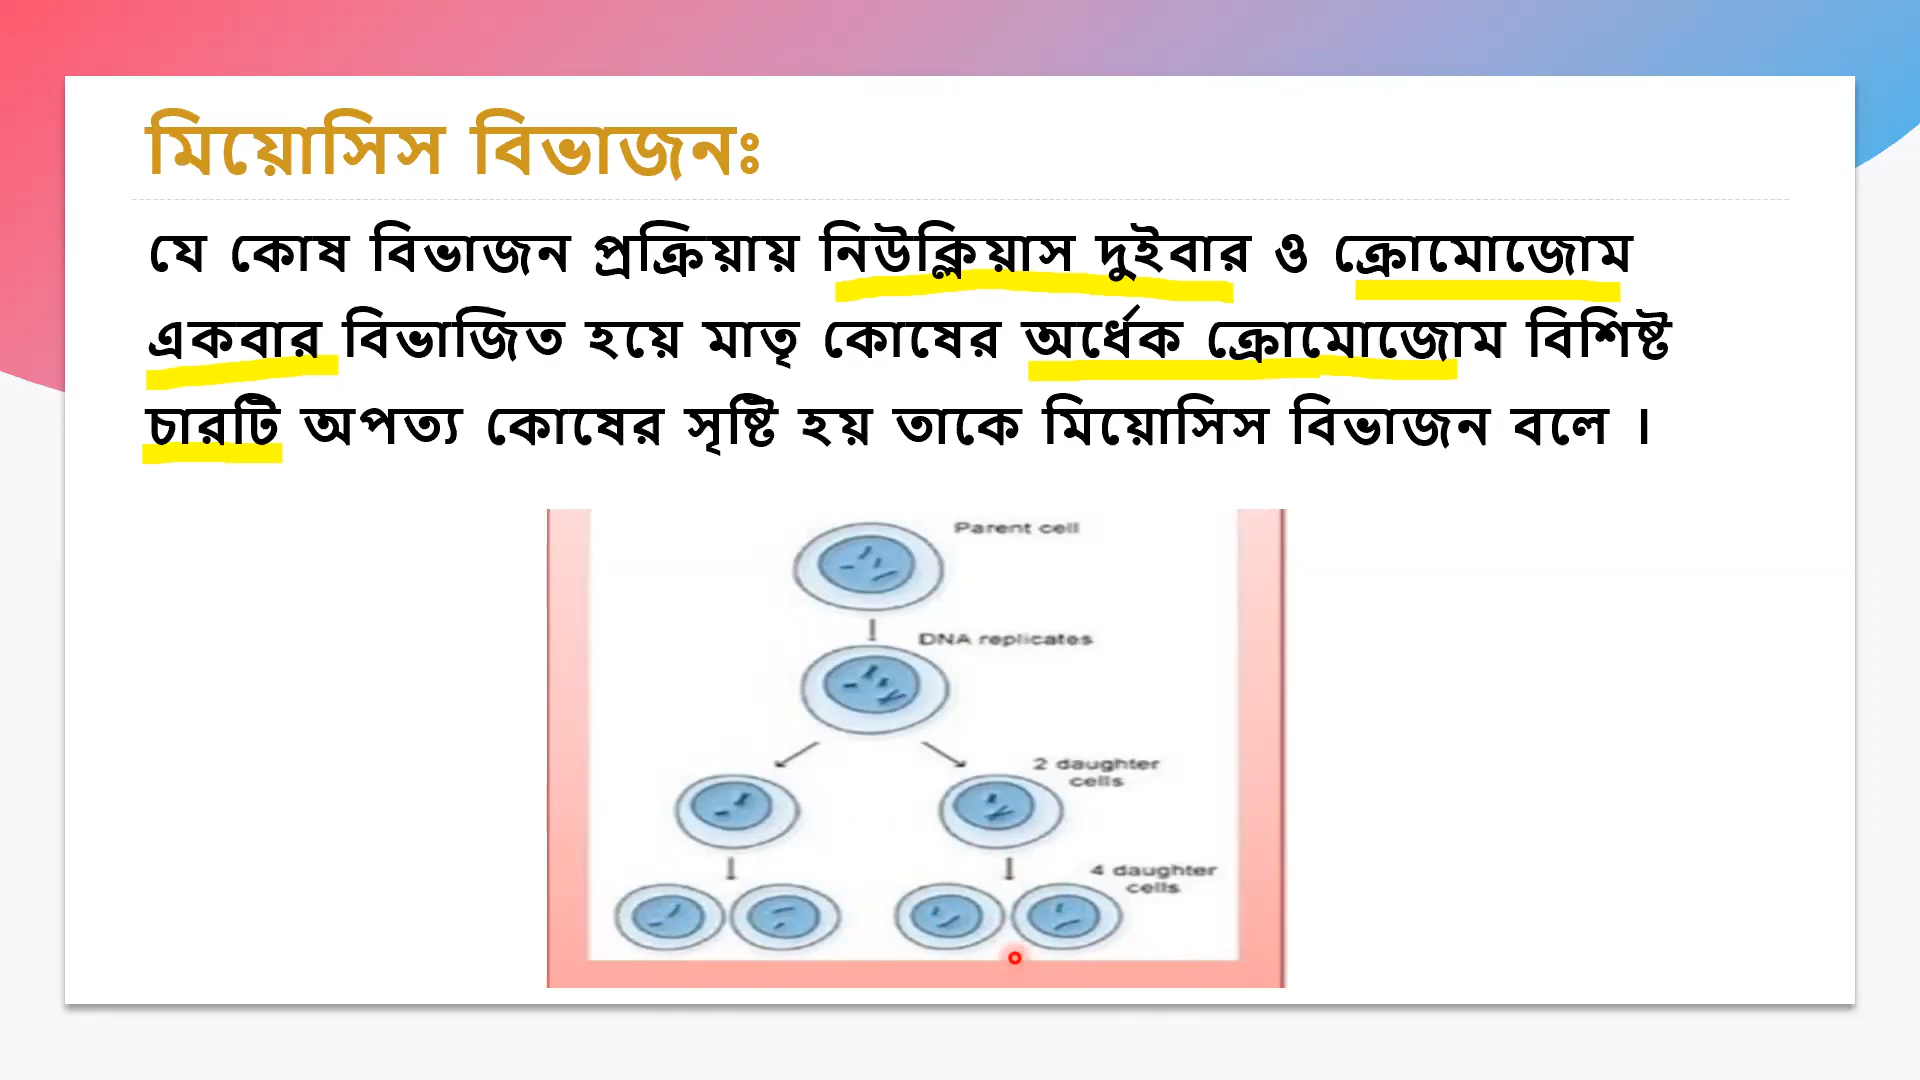 মিয়োসিস বিভাজনঃ
যে কোষ বিভাজন প্রক্রিয়ায় নিউক্লিয়াস দুইবার ও ক্রোমোজোম
একবার বিভাজিত হয়ে মাতৃ কোষের অর্ধেক ক্রোমোজোম বিশিষ্ট
চারটি অপত্য কোষের সৃষ্টি হয় তাকে মিয়োসিস বিভাজন বলে ।
Parent cell
DNA replicates
2 daughter
cells
4 daughter
cells